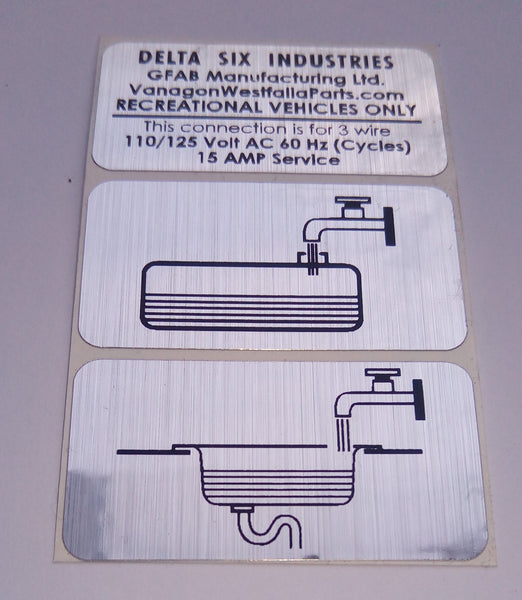 DELTA SIX INDUSTRIES
GFAB Manufacturing Ltd.
VanagonWestfaliaParts.com
RECREATIONAL VEHICLES ONLY
This connection is for 3 wire
110/125 Volt AC 60 Hz (Cycles)
15 AMP Service